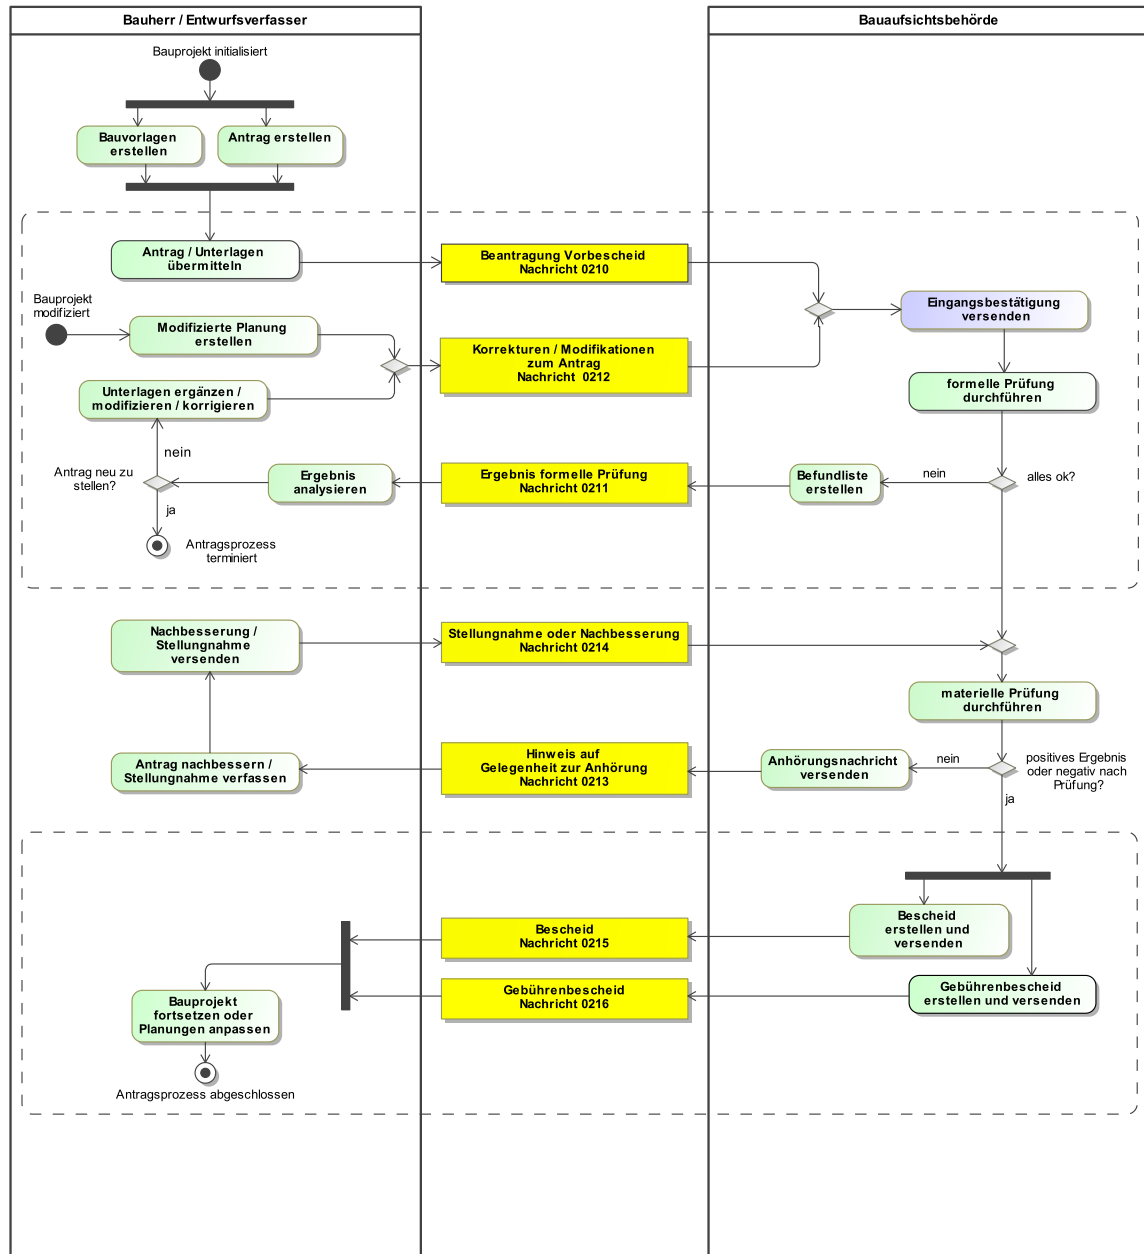 Bauherr / Entwurfsverfasser
Bauaufsichtsbehörde
Bauprojekt initialisiert
Bauvorlagen
erstellen
Antrag erstellen
Antrag / Unterlagen
übermitteln
Beantragung Vorbescheid
Nachricht 0210
Bauprojekt
modifiziert
Modifizierte Planung
erstellen
Eingangsbestätigung
versenden
Korrekturen / Modifikationen
zum Antrag
Nachricht 0212
Unterlagen ergänzen /
modifizieren / korrigieren
formelle Prüfung
durchführen
nein
Antrag neu zu
stellen?
Ergebnis
analysieren
Ergebnis formelle Prüfung
Nachricht 0211
Befundliste
erstellen
nein
alles ok?
ja
Antragsprozess
terminiert
Nachbesserung /
Stellungnahme
versenden
Stellungnahme oder Nachbesserung
Nachricht 0214
materielle Prüfung
durchführen
Antrag nachbessern /
Stellungnahme verfassen
Hinweis auf
Gelegenheit zur Anhörung
Nachricht 0213
Anhörungsnachricht
versenden
nein
positives Ergebnis
oder negativ nach
Prüfung?
ja
Bescheid
Nachricht 0215
Bescheid
erstellen und
versenden
Gebührenbescheid
Nachricht 0216
Gebührenbescheid
erstellen und versenden
Bauprojekt
fortsetzen oder
Planungen anpassen
Antragsprozess abgeschlossen